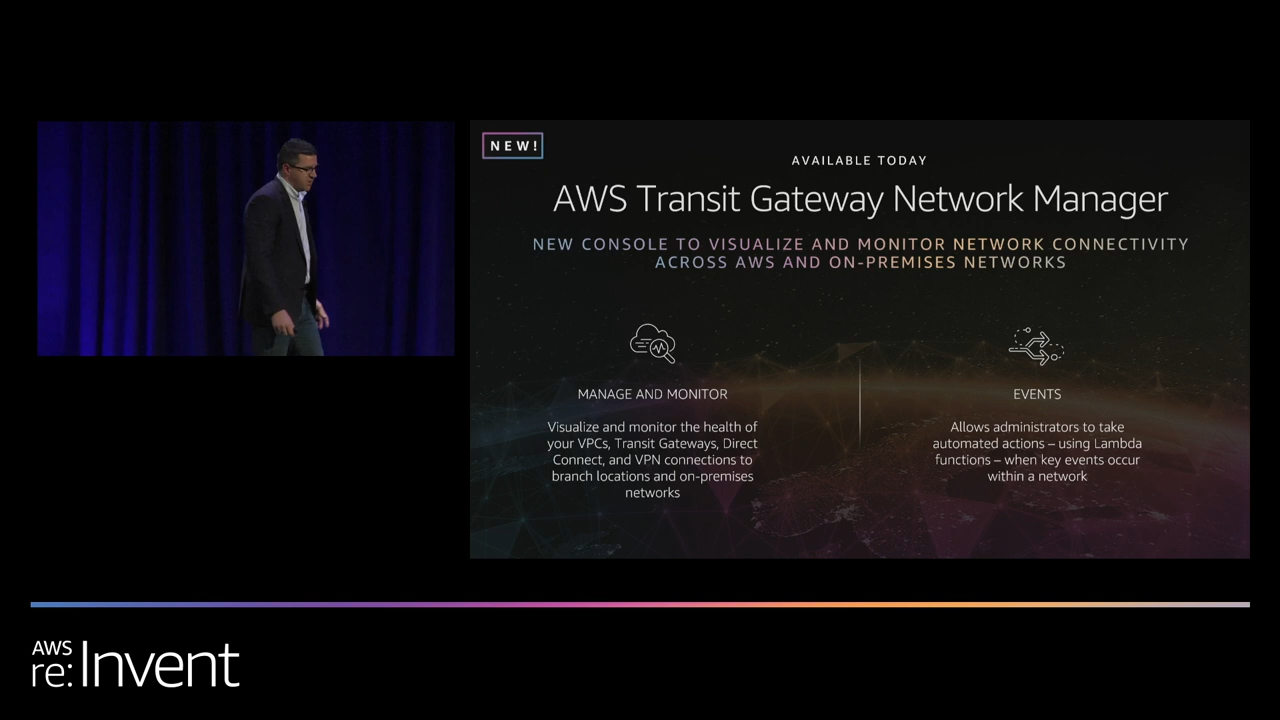 NEW!
AVAILABLE TODAY
AWS Transit Gateway Network Manager
NEW CONSOLE TO VISUALIZE AND MONITOR NETWORK CONNECTIVITY
ACROSS AWS AND ON-PREMISES NETWORKS
MANAGE AND MONITOR
Visualize and monitor the health of
your VPCs, Transit Gateways, Direct
Connect, and VPN connections to
branch locations and on-premises
networks
EVENTS
Allows administrators to take
automated actions – using Lambda
functions – when key events occur
within a network
AWS
re:Invent